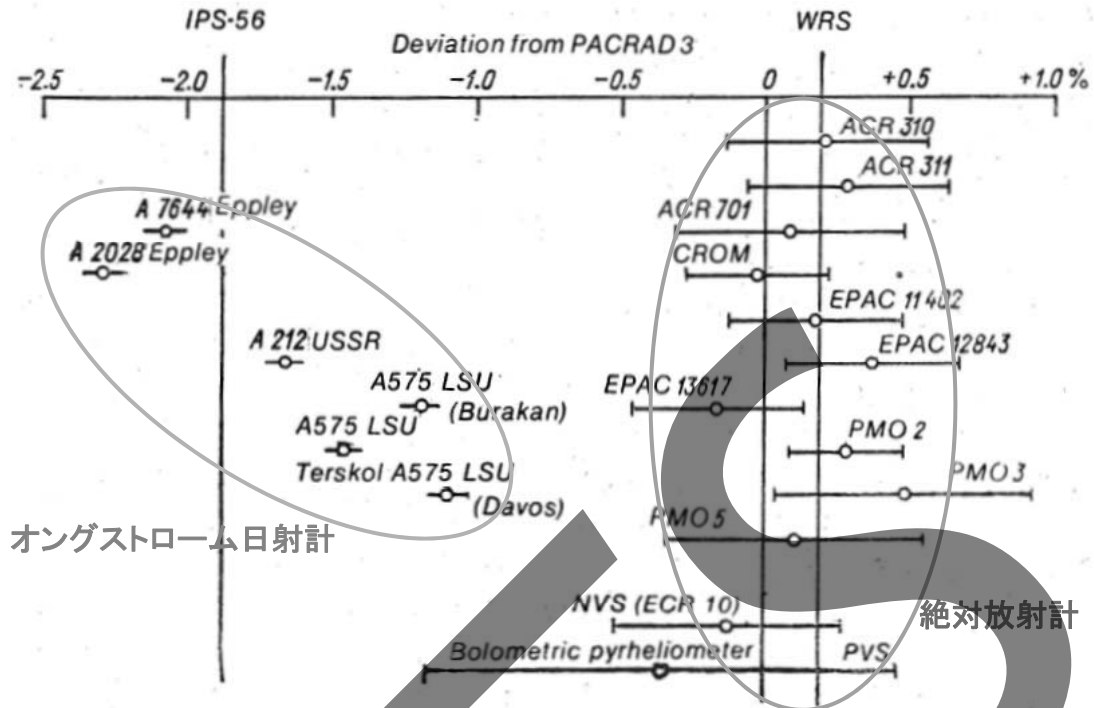 IPS-56
WRS
Deviation from PACRAD 3
-2.5 -2.0 -1.5 -1.0 -0.5 0 +0.5 +1.0 %
ACR 310
ACR 311
A 7644 Eppley
ACR 701
A 2028 Eppley
CROM
EPAC 11402
A 212 USSR
EPAC 12843
A575 LSU
(Burakan)
EPAC 13617
A575 LSU
PMO 2
Terskol A575 LSU
(Davos)
PMO 3
PMO 5
オングストローム日射計
NVS (ECR 10)
絶対放射計
Bolometric pyrheliometer PVS